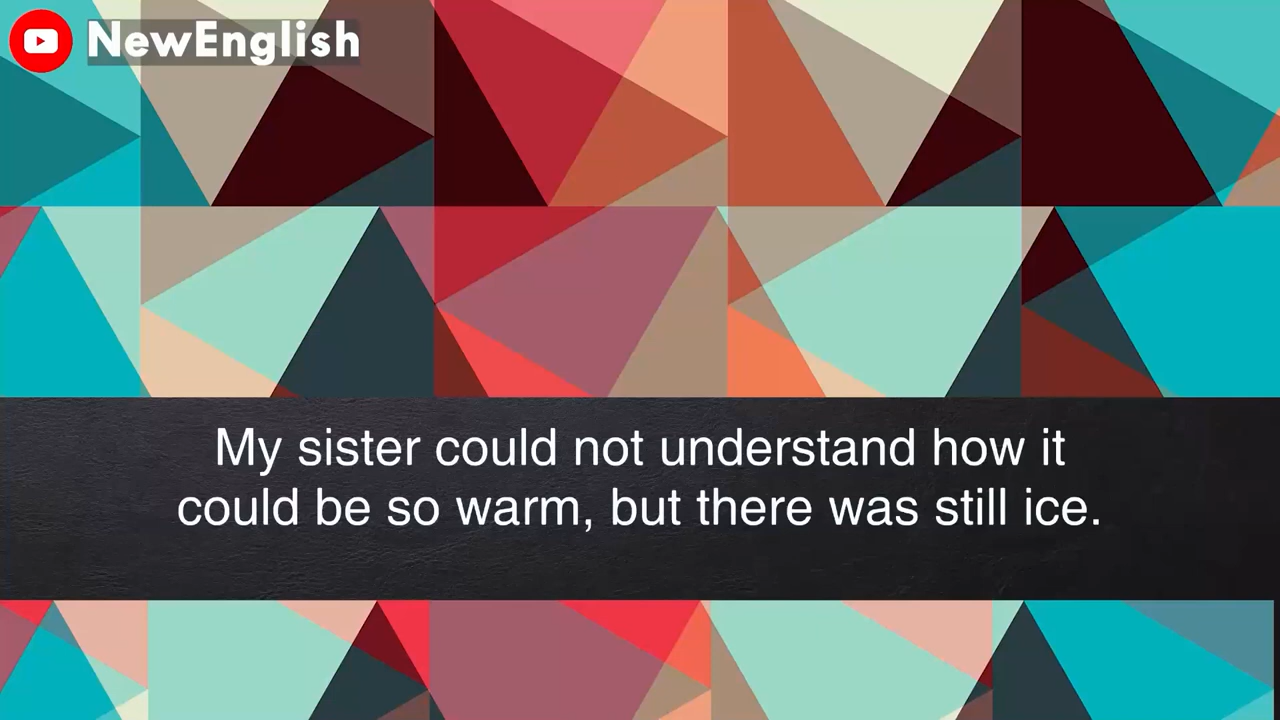 NewEnglish
My sister could not understand how it
could be so warm, but there was still ice.